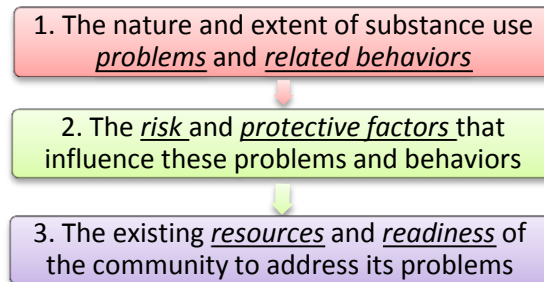 1. The nature and extent of substance use
problems and related behaviors
2. The risk and protective factors that
influence these problems and behaviors
3. The existing resources and readiness of
the community to address its problems